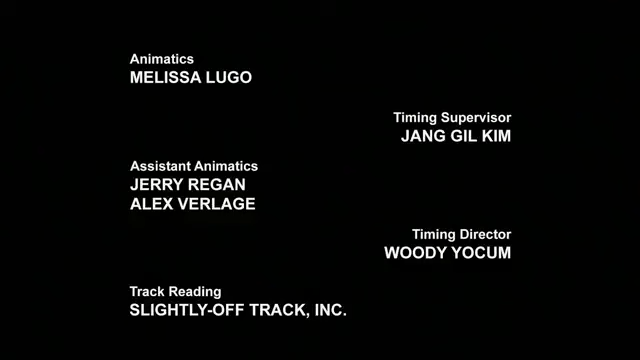 Animatics
MELISSA LUGO
Timing Supervisor
JANG GIL KIM
Assistant Animatics
JERRY REGAN
ALEX VERLAGE
Timing Director
WOODY YOCUM
Track Reading
SLIGHTLY-OFF TRACK, INC.